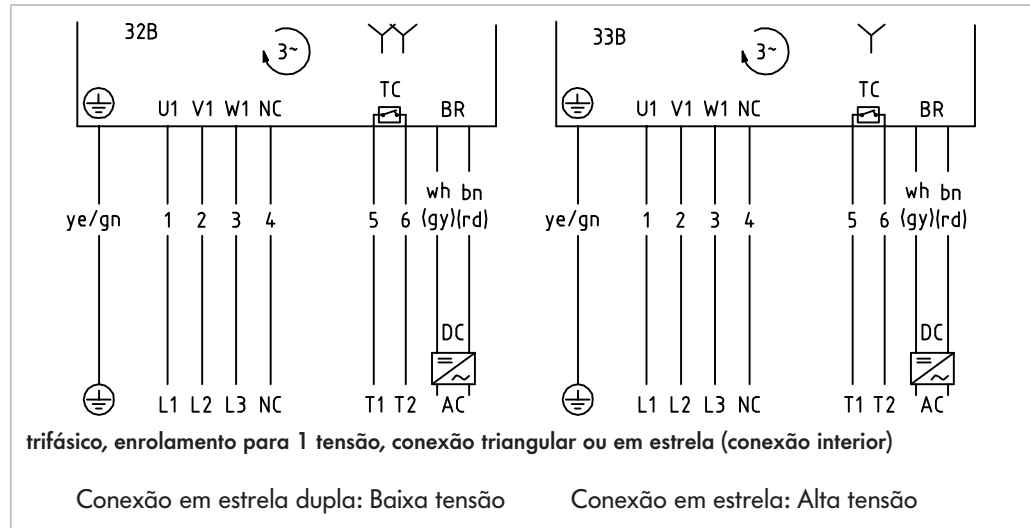 32B 3~ 33B 3~
TC TC
U1 V1 W1 NC BR U1 V1 W1 NC BR
wh bn wh bn
ye/gn 1 2 3 4 5 6 (gy)(rd) ye/gn 1 2 3 4 5 6 (gy)(rd)
DC DC
L1 L2 L3 NC T1 T2 AC L1 L2 L3 NC T1 T2 AC
trifásico, enrolamento para 1 tensão, conexão triangular ou em estrela (conexão interior)
Conexão em estrela dupla: Baixa tensão Conexão em estrela: Alta tensão